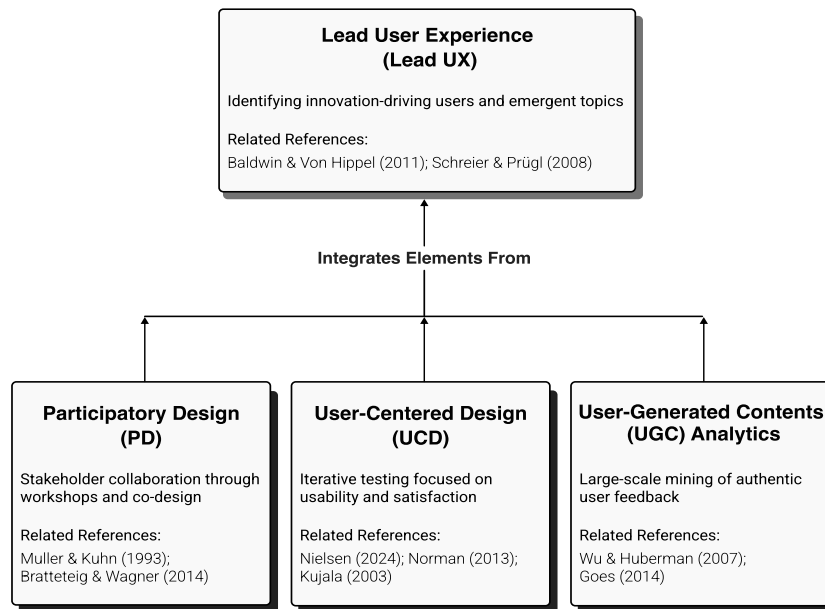 Lead User Experience
(Lead UX)
Identifying innovation-driving users and emergent topics
Related References:
Baldwin & Von Hippel (2011); Schreier & Prügl (2008)
Integrates Elements From
Participatory Design
(PD)
Stakeholder collaboration through
workshops and co-design
Related References:
Muller & Kuhn (1993);
Bratteteig & Wagner (2014)
User-Centered Design
(UCD)
Iterative testing focused on
usability and satisfaction
Related References:
Nielsen (2024); Norman (2013);
Kujala (2003)
User-Generated Contents
(UGC) Analytics
Large-scale mining of authentic
user feedback
Related References:
Wu & Huberman (2007);
Goes (2014)